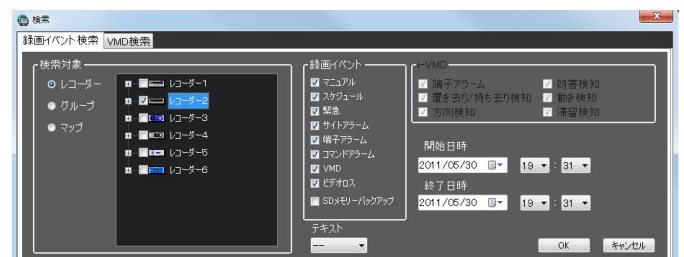 検索
録画イベント検索 VMD検索
検索対象
レコーダー
グループ
マップ
レコーダー1
レコーダー2
レコーダー3
レコーダー4
レコーダー5
レコーダー6
録画イベント
マニュアル
スケジュール
緊急
サイトアラーム
端子アラーム
コマンドアラーム
VMD
ビデオロス
SDメモリーバックアップ
テキスト
--
i-VMD
端子アラーム 妨害検知
置き去り/持ち去り検知 動き検知
方向検知 滞留検知
開始日時
2011/05/30 19 : 31
終了日時
2011/05/30 19 : 31
OK キャンセル